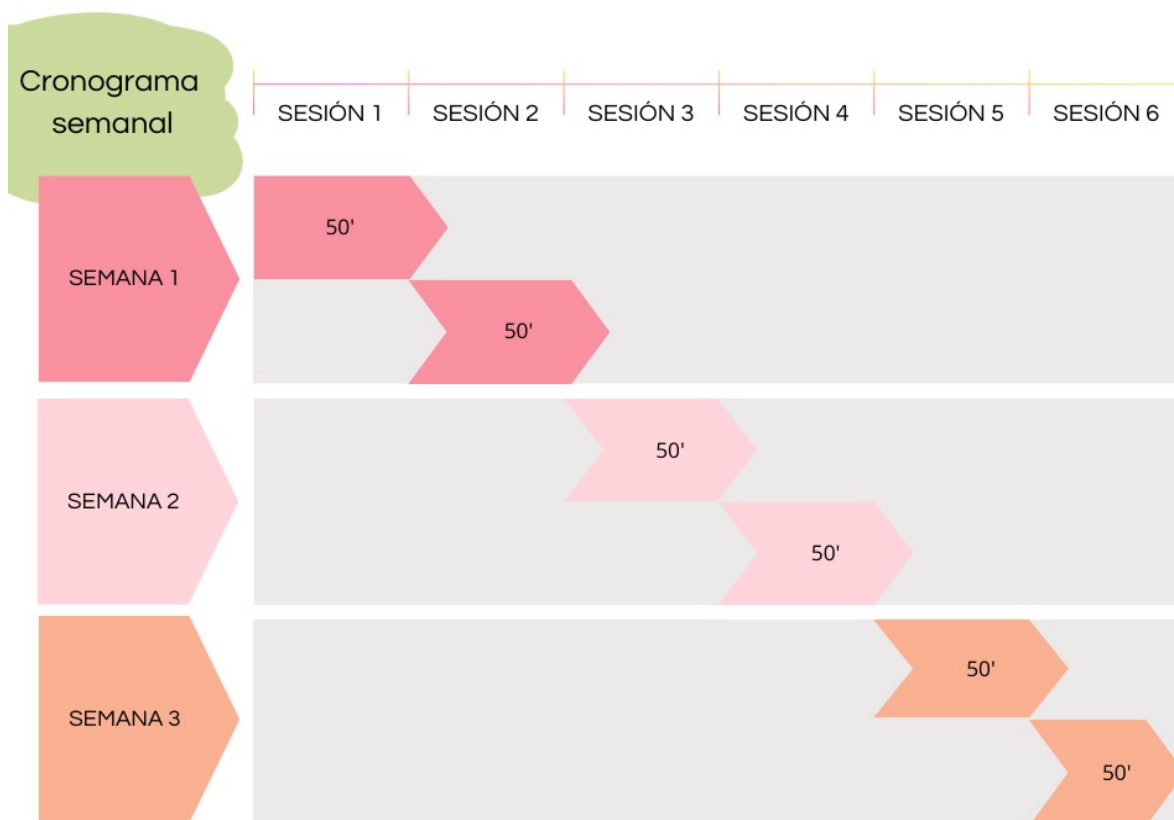 Cronograma
semanal
SESIÓN 1
SESIÓN 2
SESIÓN 3
SESIÓN 4
SESIÓN 5
SESIÓN 6
SEMANA 1
50'
50'
SEMANA 2
50'
50'
SEMANA 3
50'
50'